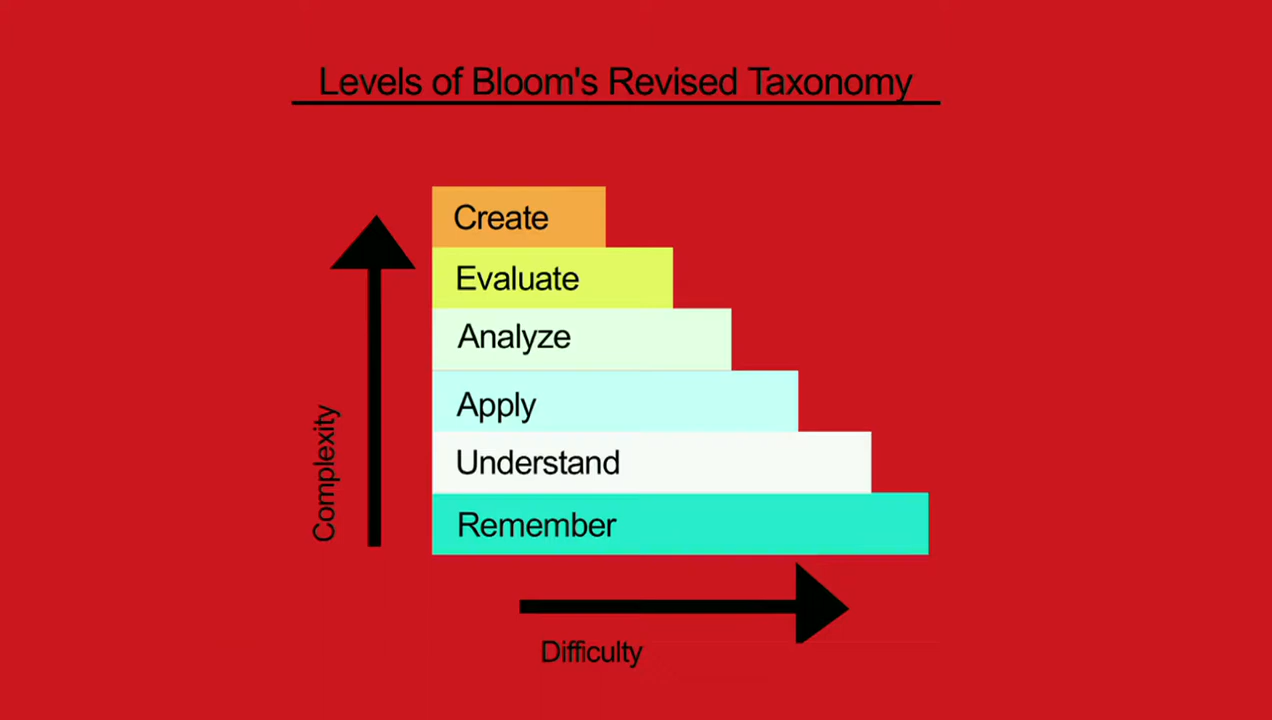 Levels of Bloom's Revised Taxonomy
Create
Evaluate
Analyze
Apply
Understand
Remember
Complexity
Difficulty